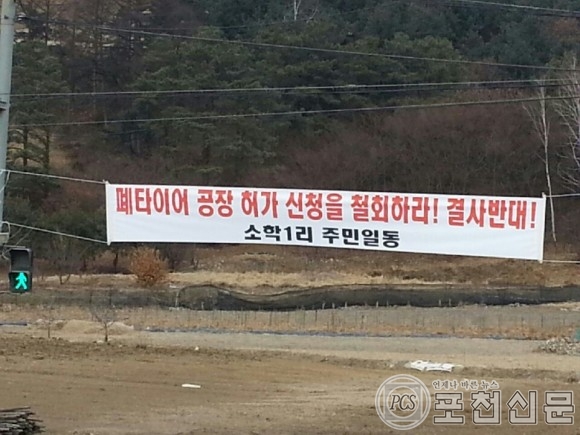 폐타이어 공장 허가 신청을 철회하라! 결사반대!
소학1리 주민일동
언제나 바른뉴스
PCS 포천신문